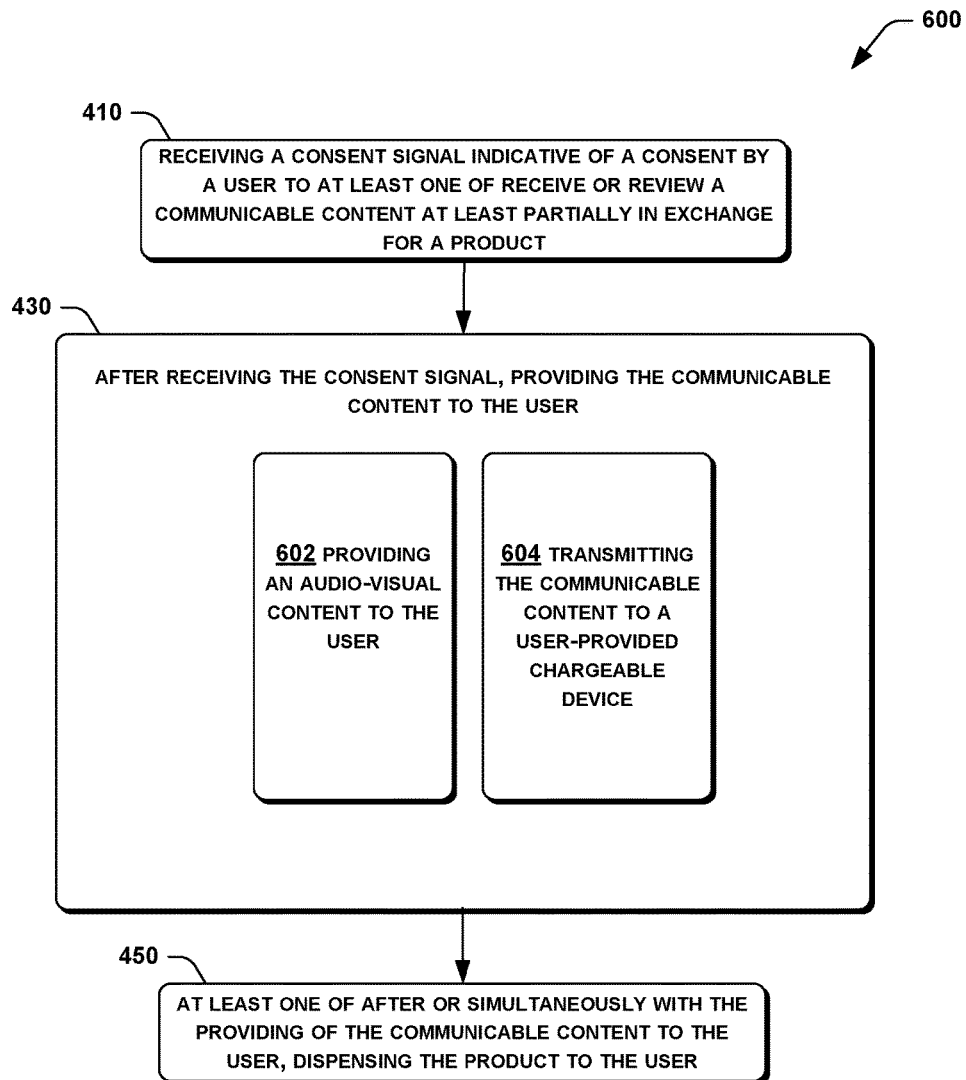 600
410
RECEIVING A CONSENT SIGNAL INDICATIVE OF A CONSENT BY
A USER TO AT LEAST ONE OF RECEIVE OR REVIEW A
COMMUNICABLE CONTENT AT LEAST PARTIALLY IN EXCHANGE
FOR A PRODUCT
430
AFTER RECEIVING THE CONSENT SIGNAL, PROVIDING THE COMMUNICABLE
CONTENT TO THE USER
602 PROVIDING
AN AUDIO-VISUAL
CONTENT TO THE
USER
604 TRANSMITTING
THE COMMUNICABLE
CONTENT TO A
USER-PROVIDED
CHARGEABLE
DEVICE
450
AT LEAST ONE OF AFTER OR SIMULTANEOUSLY WITH THE
PROVIDING OF THE COMMUNICABLE CONTENT TO THE
USER, DISPENSING THE PRODUCT TO THE USER